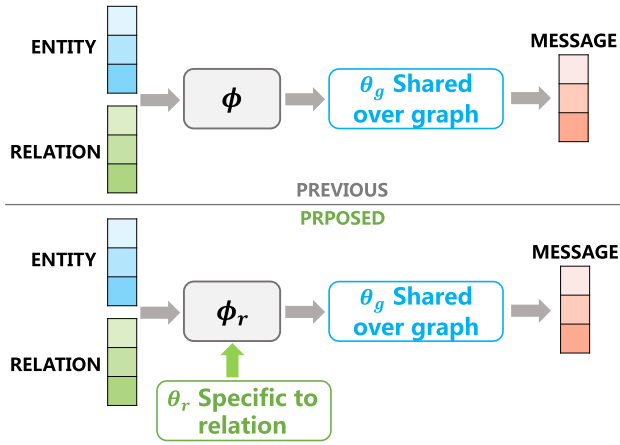 ENTITY
MESSAGE
ϕ
θg Shared
over graph
RELATION
PREVIOUS
PRPOSED
ENTITY
MESSAGE
ϕr
θg Shared
over graph
RELATION
θr Specific to
relation